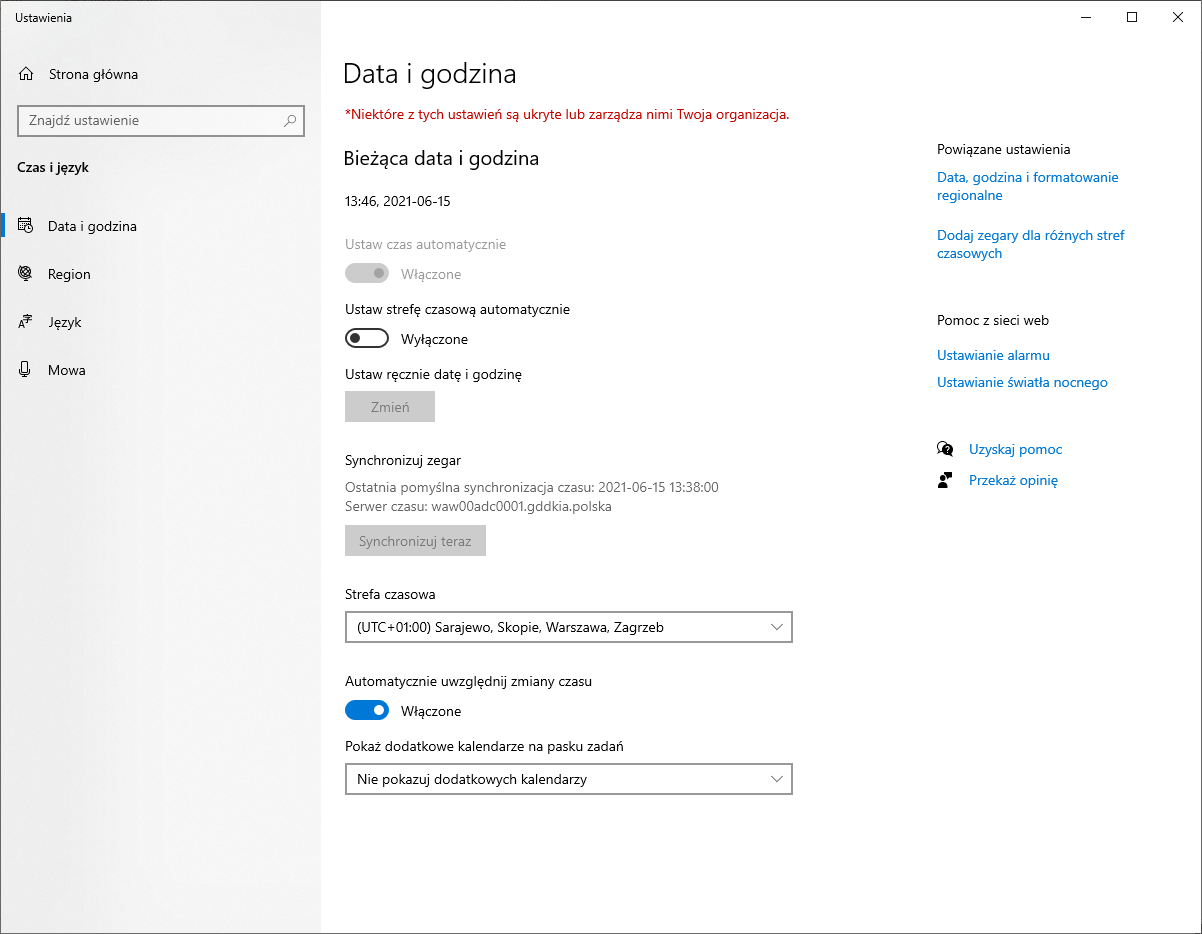 Ustawienia
Strona główna
Znajdź ustawienie
Czas i język
Data i godzina
Region
Język
Mowa
Data i godzina
*Niektóre z tych ustawień są ukryte lub zarządza nimi Twoja organizacja.
Bieżąca data i godzina
13:46, 2021-06-15
Ustaw czas automatycznie
Włączone
Ustaw strefę czasową automatycznie
Wyłączone
Ustaw ręcznie datę i godzinę
Zmień
Synchronizuj zegar
Ostatnia pomyślna synchronizacja czasu: 2021-06-15 13:38:00
Serwer czasu: waw00adc0001.gddkia.polska
Synchronizuj teraz
Strefa czasowa
(UTC+01:00) Sarajewo, Skopie, Warszawa, Zagrzeb
Automatycznie uwzględnij zmiany czasu
Włączone
Pokaż dodatkowe kalendarze na pasku zadań
Nie pokazuj dodatkowych kalendarzy
Powiązane ustawienia
Data, godzina i formatowanie
regionalne
Dodaj zegary dla różnych stref
czasowych
Pomoc z sieci web
Ustawianie alarmu
Ustawianie światła nocnego
Uzyskaj pomoc
Przekaż opinię